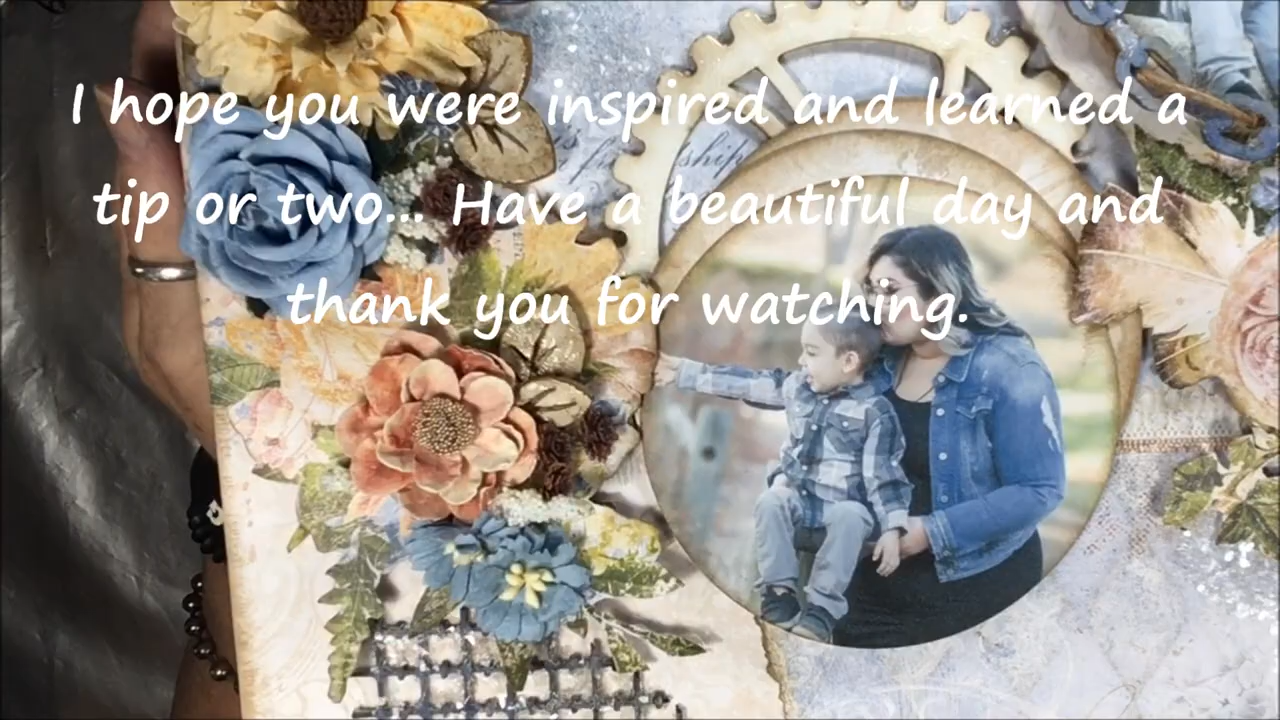 I hope you were inspired and learned a
tip or two... Have a beautiful day and
thank you for watching.